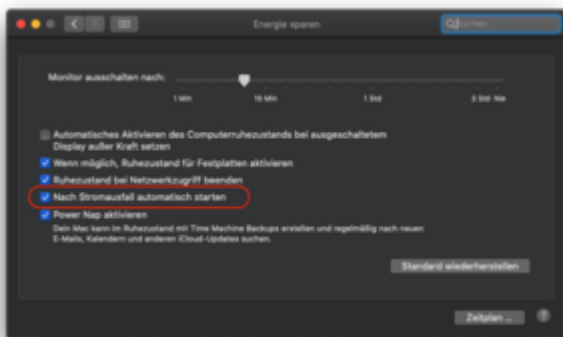 Energie sparen
Suchen
Monitor ausschalten nach:
1 Min 15 Min 1 Std 3 Std Nie
Automatisches Aktivieren des Computerruhezustands bei ausgeschaltetem
Display außer Kraft setzen
Wenn möglich, Ruhezustand für Festplatten aktivieren
Ruhezustand bei Netzwerkzugriff beenden
Nach Stromausfall automatisch starten
Power Nap aktivieren
Dein Mac kann im Ruhezustand mit Time Machine Backups erstellen und regelmäßig nach neuen
E-Mails, Kalendern und anderen iCloud-Updates suchen.
Standard wiederherstellen
Zeitplan ...
?